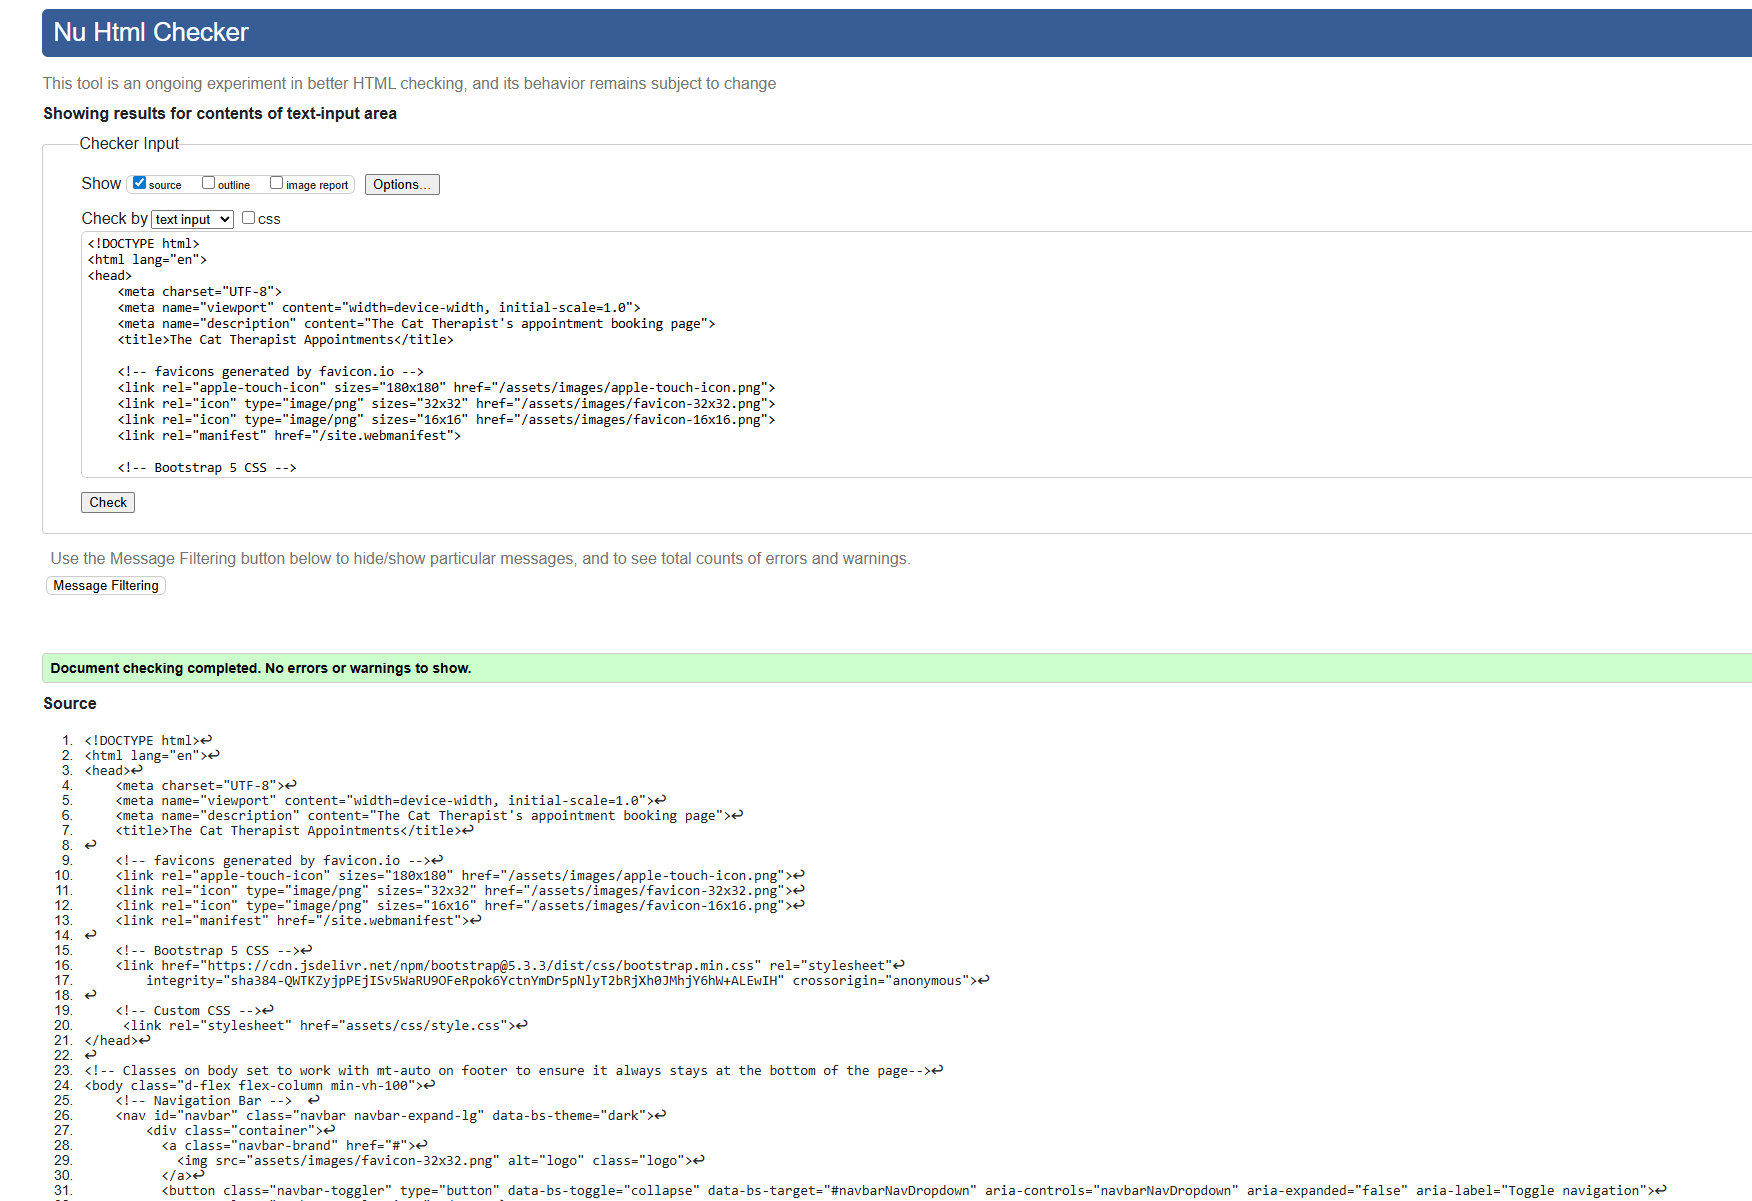 Nu Html Checker
This tool is an ongoing experiment in better HTML checking, and its behavior remains subject to change
Showing results for contents of text-input area
Checker Input
Show source outline image report Options...
Check by text input css
<!DOCTYPE html>
<html lang="en">
<head>
    <meta charset="UTF-8">
    <meta name="viewport" content="width=device-width, initial-scale=1.0">
    <meta name="description" content="The Cat Therapist's appointment booking page">
    <title>The Cat Therapist Appointments</title>
    <!-- favicons generated by favicon.io -->
    <link rel="apple-touch-icon" sizes="180x180" href="/assets/images/apple-touch-icon.png">
    <link rel="icon" type="image/png" sizes="32x32" href="/assets/images/favicon-32x32.png">
    <link rel="icon" type="image/png" sizes="16x16" href="/assets/images/favicon-16x16.png">
    <link rel="manifest" href="/site.webmanifest">
    <!-- Bootstrap 5 CSS -->
Check
Use the Message Filtering button below to hide/show particular messages, and to see total counts of errors and warnings.
Message Filtering
Document checking completed. No errors or warnings to show.
Source
1. <!DOCTYPE html>↩
2. <html lang="en">↩
3. <head>↩
4.     <meta charset="UTF-8">↩
5.     <meta name="viewport" content="width=device-width, initial-scale=1.0">↩
6.     <meta name="description" content="The Cat Therapist's appointment booking page">↩
7.     <title>The Cat Therapist Appointments</title>↩
8. ↩
9.     <!-- favicons generated by favicon.io -->↩
10.     <link rel="apple-touch-icon" sizes="180x180" href="/assets/images/apple-touch-icon.png">↩
11.     <link rel="icon" type="image/png" sizes="32x32" href="/assets/images/favicon-32x32.png">↩
12.     <link rel="icon" type="image/png" sizes="16x16" href="/assets/images/favicon-16x16.png">↩
13.     <link rel="manifest" href="/site.webmanifest">↩
14. ↩
15.     <!-- Bootstrap 5 CSS -->↩
16.     <link href="https://cdn.jsdelivr.net/npm/bootstrap@5.3.3/dist/css/bootstrap.min.css" rel="stylesheet"↩
17.         integrity="sha384-QWTKZyjpPEjISv5WaRU9OFeRpok6YctnYmDr5pNlyT2bRjXh0JMhjY6hW+ALEwIH" crossorigin="anonymous">↩
18. ↩
19.     <!-- Custom CSS -->↩
20.      <link rel="stylesheet" href="assets/css/style.css">↩
21. </head>↩
22. ↩
23. <!-- Classes on body set to work with mt-auto on footer to ensure it always stays at the bottom of the page-->↩
24. <body class="d-flex flex-column min-vh-100">↩
25.     <!-- Navigation Bar -->  ↩
26.     <nav id="navbar" class="navbar navbar-expand-lg" data-bs-theme="dark">↩
27.         <div class="container">↩
28.           <a class="navbar-brand" href="#">↩
29.             <img src="assets/images/favicon-32x32.png" alt="logo" class="logo">↩
30.           </a>↩
31.           <button class="navbar-toggler" type="button" data-bs-toggle="collapse" data-bs-target="#navbarNavDropdown" aria-controls="navbarNavDropdown" aria-expanded="false" aria-label="Toggle navigation">↩